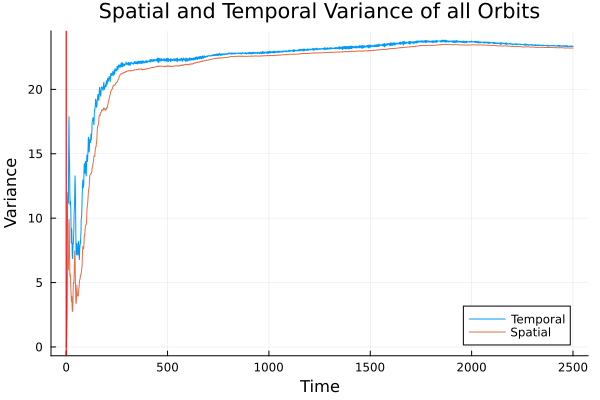 Spatial and Temporal Variance of all Orbits
Variance
20
15
10
5
0
Temporal
Spatial
0 500 1000 1500 2000 2500
Time